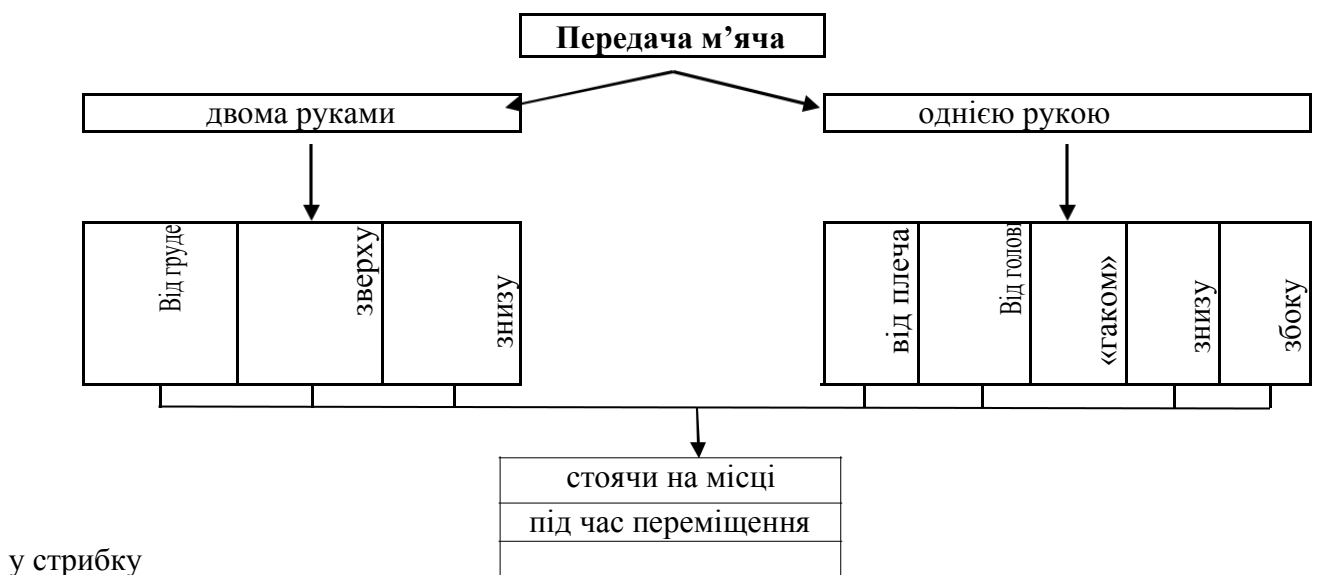 Передача м’яча
двома руками
однією рукою
Від груде
зверху
знизу
від плеча
Від голові
«гаком»
знизу
збоку
стоячи на місці
під час переміщення
у стрибку